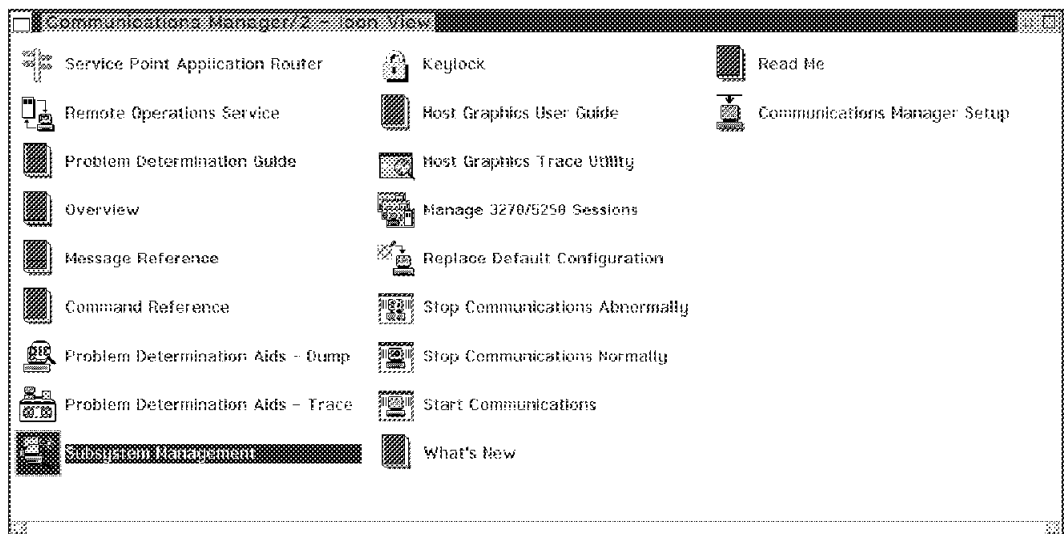 Communications Manager/2 - Icon View
Service Point Application Router
Remote Operations Service
Problem Determination Guide
Overview
Message Reference
Command Reference
Problem Determination Aids - Dump
Problem Determination Aids - Trace
Subsystem Management
Keylock
Host Graphics User Guide
Host Graphics Trace Utility
Manage 3270/5250 Sessions
Replace Default Configuration
Stop Communications Abnormally
Stop Communications Normally
Start Communications
What's New
Read Me
Communications Manager Setup